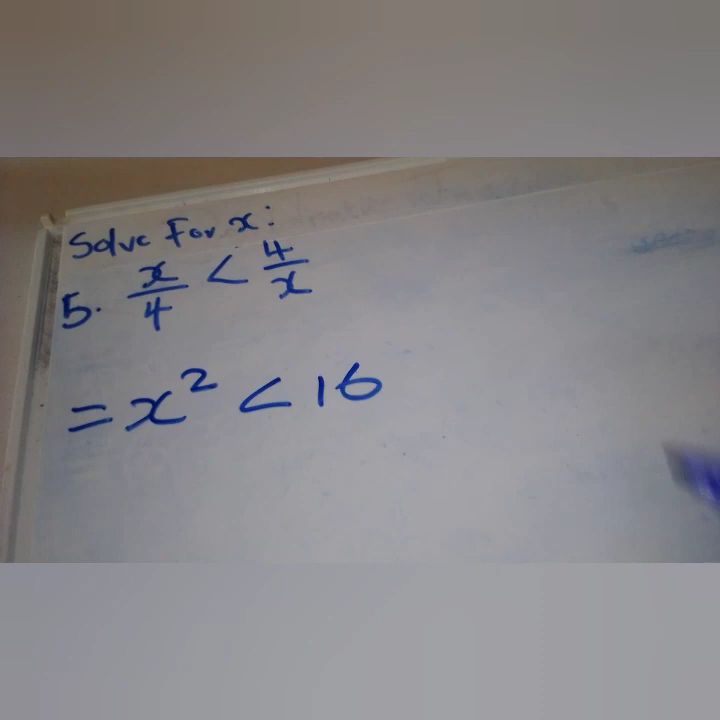 Solve For x:
5. x/4 < 4/x
= x² < 16